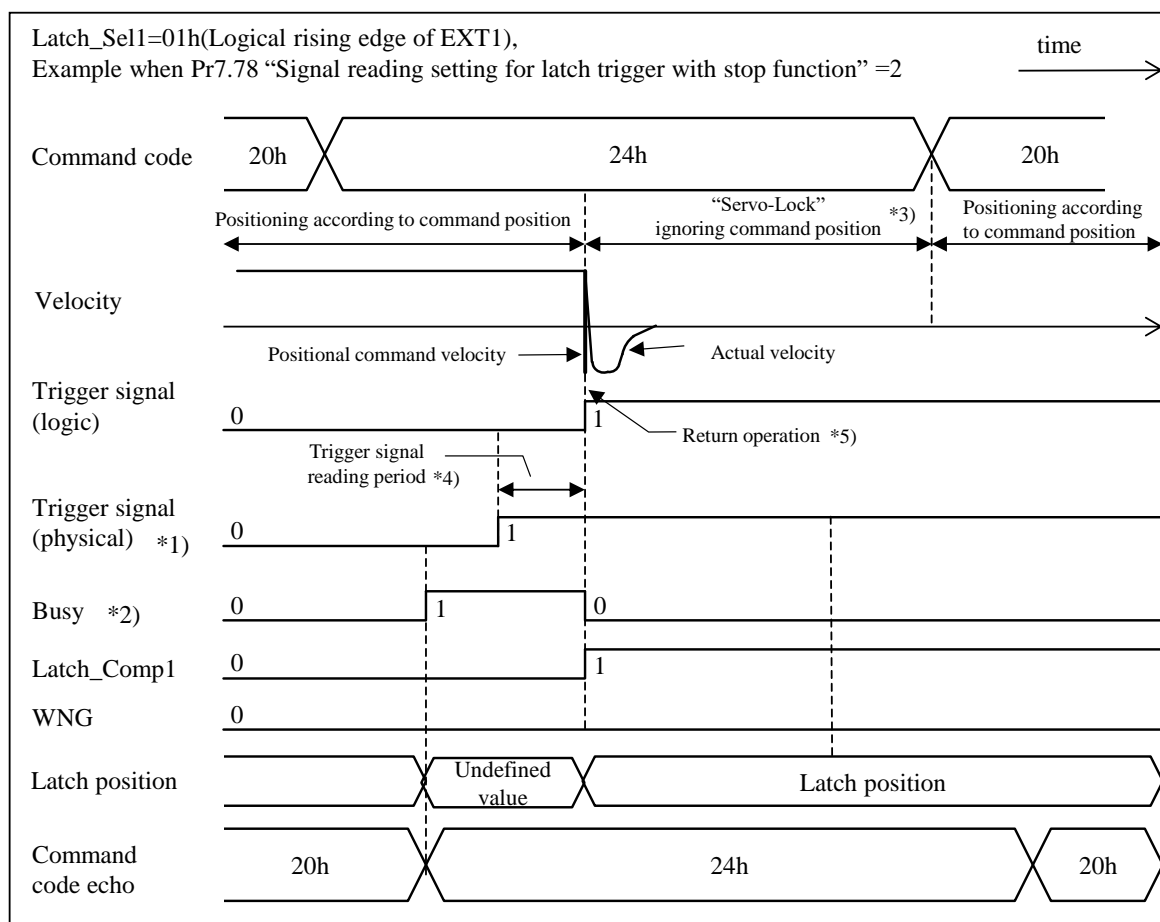 Latch_Sel1=01h(Logical rising edge of EXT1),
Example when Pr7.78 “Signal reading setting for latch trigger with stop function” =2
time
Command code
20h
24h
20h
Positioning according to command position
“Servo-Lock”
ignoring command position *3)
Positioning according
to command position
Velocity
Positional command velocity
Actual velocity
Trigger signal
(logic)
0
1
Return operation *5)
Trigger signal
reading period *4)
Trigger signal
(physical) *1)
0
1
Busy *2)
0
1
0
Latch_Comp1
0
1
WNG
0
Latch position
Undefined
value
Latch position
Command
code echo
20h
24h
20h